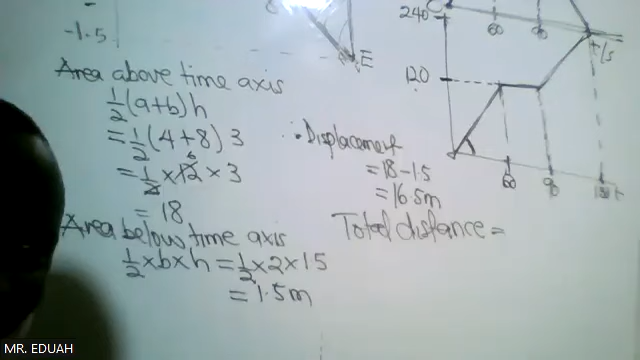 -1.5
E
Area above time axis
½(a+b)h
=½(4+8)3
=½×12×3
6
= 18
Area below time axis
½×b×h=½×2×1.5
=1.5m
∴ Displacement
=18-1.5
=16.5m
Total distance=
240
60
t/s
120
60
90
MR. EDUAH